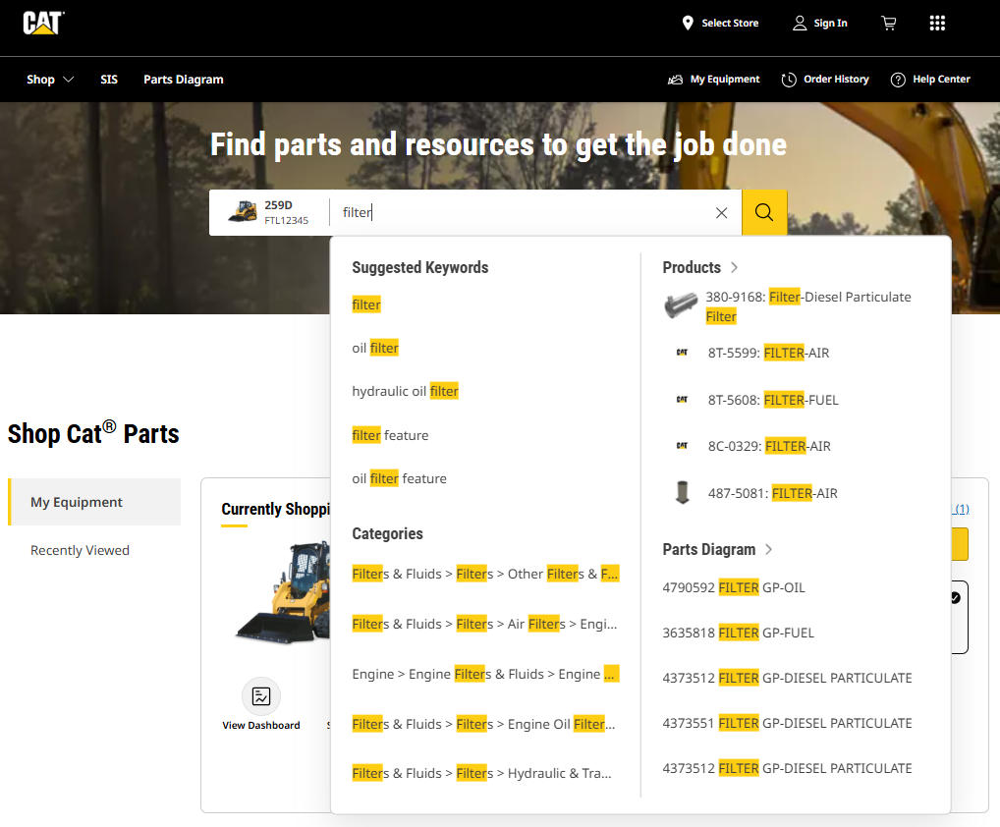 CAT
Select Store
Sign In
Shop
SIS
Parts Diagram
My Equipment
Order History
Help Center
Find parts and resources to get the job done
259D
FTL12345
filter
Suggested Keywords
filter
oil filter
hydraulic oil filter
filter feature
oil filter feature
Categories
Filters & Fluids > Filters > Other Filters & F...
Filters & Fluids > Filters > Air Filters > Engi...
Engine > Engine Filters & Fluids > Engine ...
Filters & Fluids > Filters > Engine Oil Filter...
Filters & Fluids > Filters > Hydraulic & Tra...
Products
380-9168: Filter-Diesel Particulate
Filter
CAT
8T-5599: FILTER-AIR
CAT
8T-5608: FILTER-FUEL
CAT
8C-0329: FILTER-AIR
487-5081: FILTER-AIR
Parts Diagram
4790592 FILTER GP-OIL
3635818 FILTER GP-FUEL
4373512 FILTER GP-DIESEL PARTICULATE
4373551 FILTER GP-DIESEL PARTICULATE
4373512 FILTER GP-DIESEL PARTICULATE
Shop Cat® Parts
My Equipment
Recently Viewed
Currently Shoppi
(1)
View Dashboard